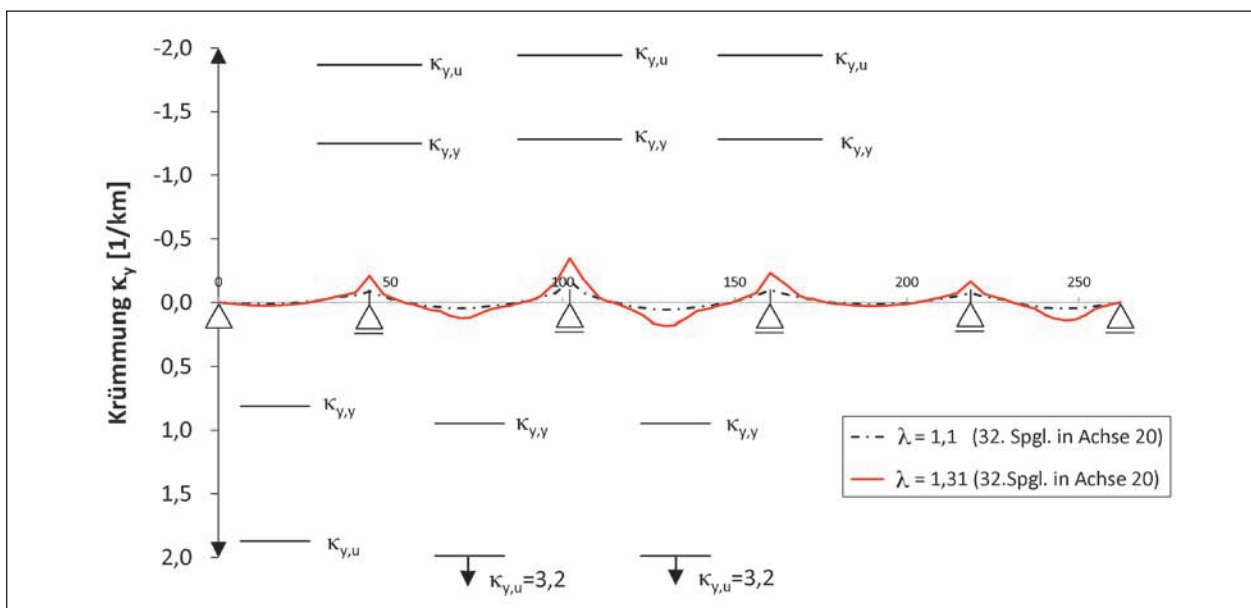 Krümmung κy [1/km]
-2,0
-1,5
-1,0
-0,5
0,0
0,5
1,0
1,5
2,0
κy,u
κy,u
κy,u
κy,y
κy,y
κy,y
0
50
100
150
200
250
κy,y
κy,y
κy,y
κy,u
κy,u=3,2
κy,u=3,2
λ = 1,1 (32. Spgl. in Achse 20)
λ = 1,31 (32.Spgl. in Achse 20)